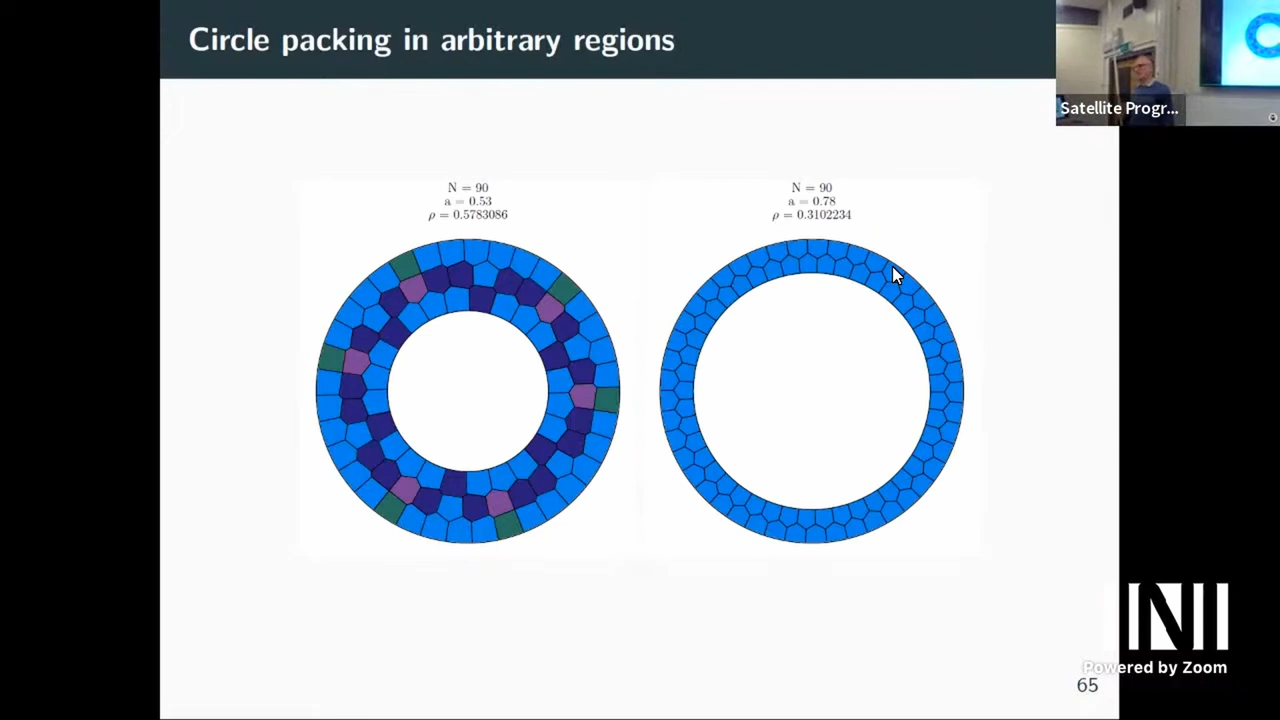 Circle packing in arbitrary regions
Satellite Progr...
N = 90
a = 0.53
ρ = 0.5783086
N = 90
a = 0.78
ρ = 0.3102234
Powered by Zoom
65